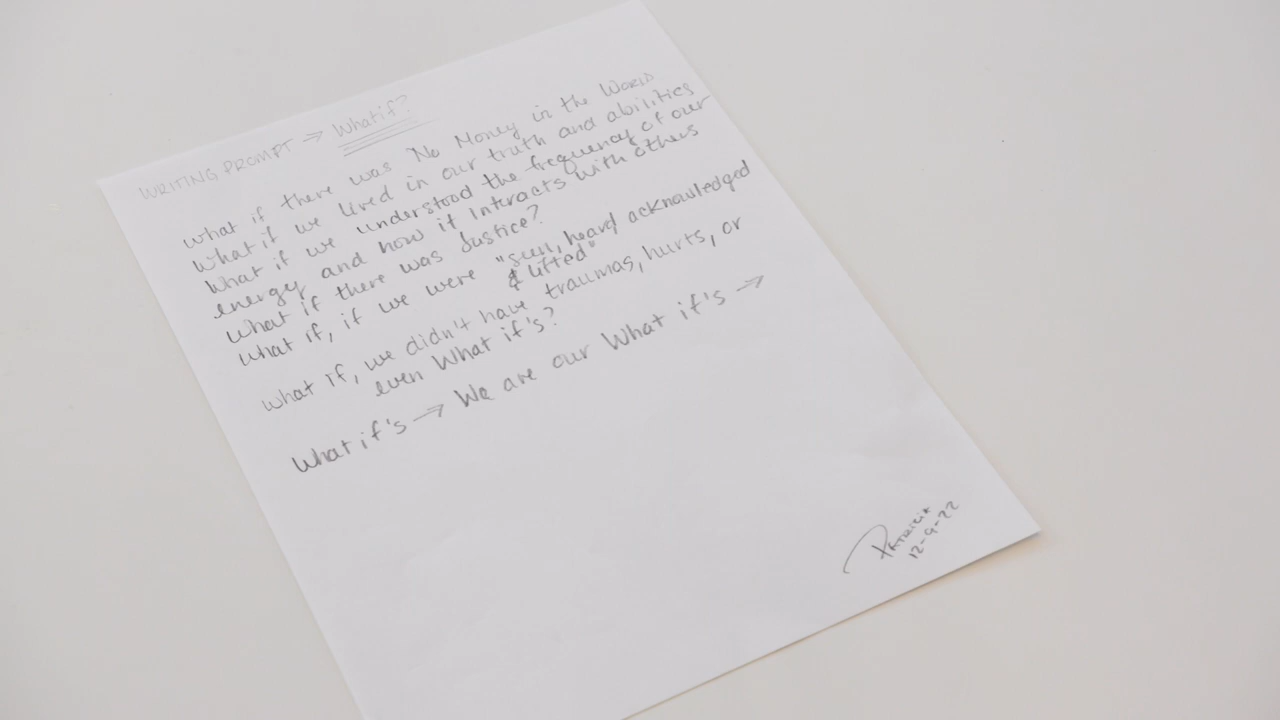 WRITING PROMPT → What if?
What if there was No Money in the World
What if we lived in our truth and abilities
What if we understood the frequency of our
energy and how it Interacts with others
What if there was Justice?
What if, if we were "seen, heard acknowledged
& lifted"
What if, we didn't have traumas, hurts, or
even What if's?
What if's → We are our What if's →
Patricia
12-9-22